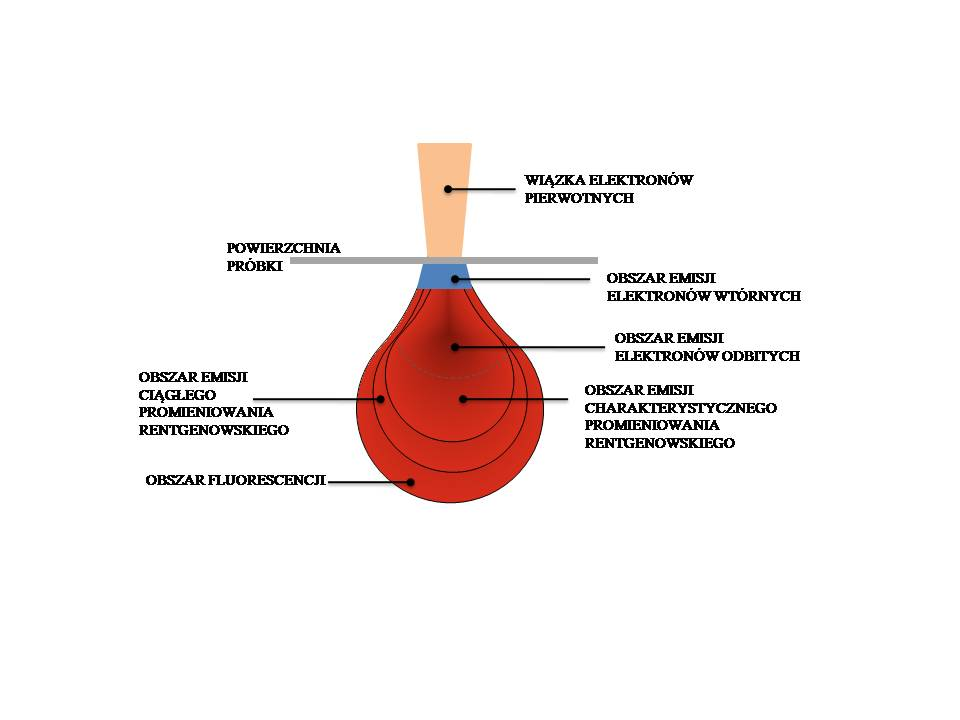 WIĄZKA ELEKTRONÓW
PIERWOTNYCH
POWIERZCHNIA
PRÓBKI
OBSZAR EMISJI
ELEKTRONÓW WTÓRNYCH
OBSZAR EMISJI
ELEKTRONÓW ODBITYCH
OBSZAR EMISJI
CIĄGŁEGO
PROMIENIOWANIA
RENTGENOWSKIEGO
OBSZAR EMISJI
CHARAKTERYSTYCZNEGO
PROMIENIOWANIA
RENTGENOWSKIEGO
OBSZAR FLUORESCENCJI